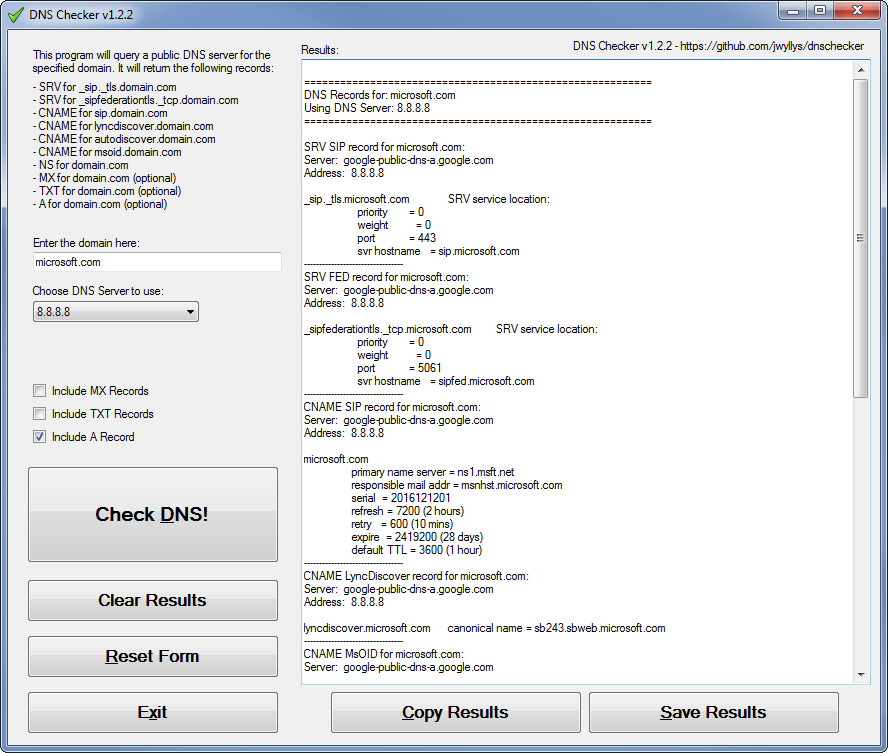 DNS Checker v1.2.2
This program will query a public DNS server for the
specified domain. It will return the following records:
- SRV for _sip._tls.domain.com
- SRV for _sipfederationtls._tcp.domain.com
- CNAME for sip.domain.com
- CNAME for lyncdiscover.domain.com
- CNAME for autodiscover.domain.com
- CNAME for msoid.domain.com
- NS for domain.com
- MX for domain.com (optional)
- TXT for domain.com (optional)
- A for domain.com (optional)
Enter the domain here:
microsoft.com
Choose DNS Server to use:
8.8.8.8
Include MX Records
Include TXT Records
Include A Record
Check DNS!
Clear Results
Reset Form
Exit
Results:
DNS Checker v1.2.2 - https://github.com/jwyllys/dnschecker
==========================================================
DNS Records for: microsoft.com
Using DNS Server: 8.8.8.8
==========================================================
SRV SIP record for microsoft.com:
Server: google-public-dns-a.google.com
Address: 8.8.8.8
_sip._tls.microsoft.com SRV service location:
priority = 0
weight = 0
port = 443
svr hostname = sip.microsoft.com
---------------------------------
SRV FED record for microsoft.com:
Server: google-public-dns-a.google.com
Address: 8.8.8.8
_sipfederationtls._tcp.microsoft.com SRV service location:
priority = 0
weight = 0
port = 5061
svr hostname = sipfed.microsoft.com
---------------------------------
CNAME SIP record for microsoft.com:
Server: google-public-dns-a.google.com
Address: 8.8.8.8
microsoft.com
primary name server = ns1.msft.net
responsible mail addr = msnhst.microsoft.com
serial = 2016121201
refresh = 7200 (2 hours)
retry = 600 (10 mins)
expire = 2419200 (28 days)
default TTL = 3600 (1 hour)
---------------------------------
CNAME LyncDiscover record for microsoft.com:
Server: google-public-dns-a.google.com
Address: 8.8.8.8
lyncdiscover.microsoft.com canonical name = sb243.sbweb.microsoft.com
---------------------------------
CNAME MsOID for microsoft.com:
Server: google-public-dns-a.google.com
Copy Results
Save Results